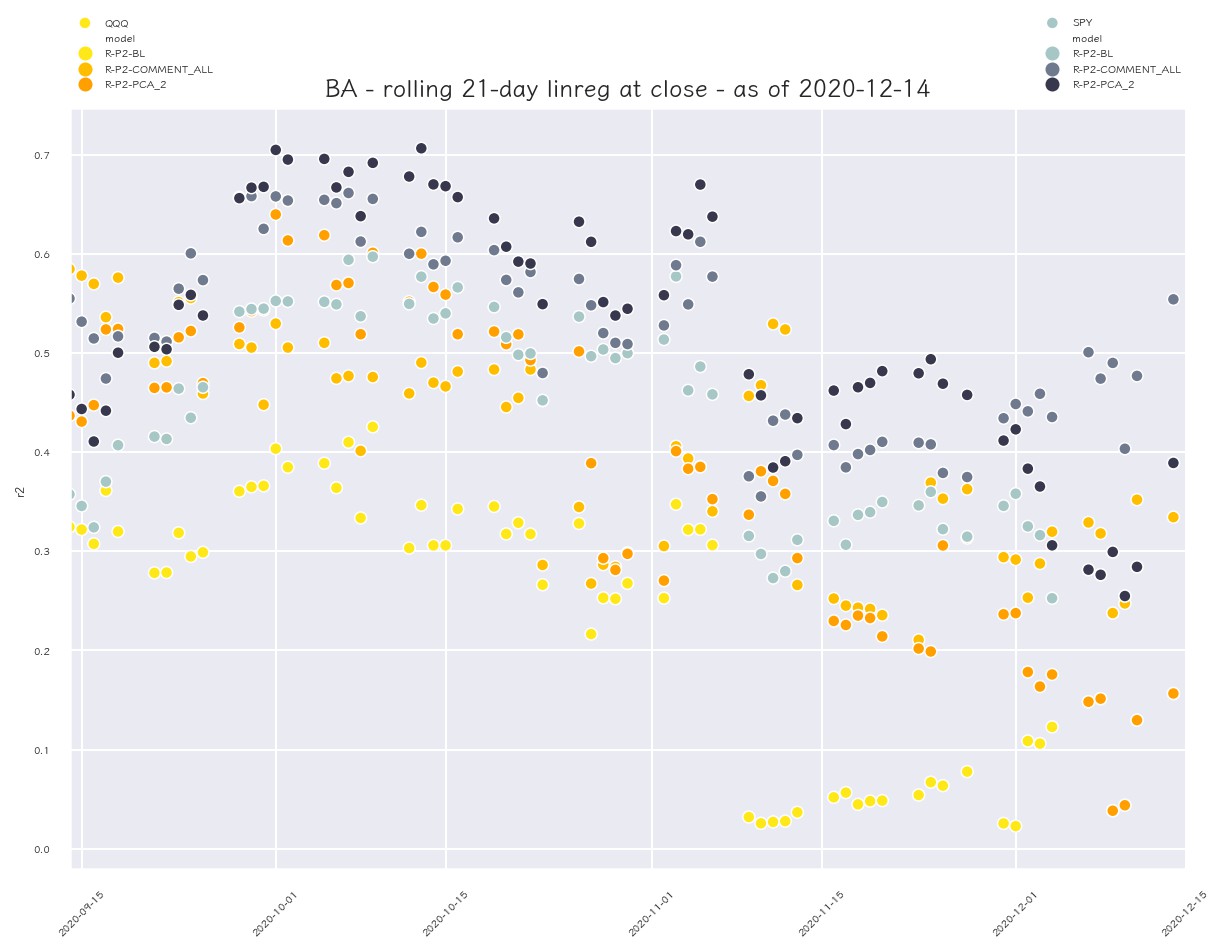 QQQ
model
R-P2-BL
R-P2-COMMENT_ALL
R-P2-PCA_2
SPY
model
R-P2-BL
R-P2-COMMENT_ALL
R-P2-PCA_2
BA - rolling 21-day linreg at close - as of 2020-12-14
0.7
0.6
0.5
0.4
0.3
0.2
0.1
0.0
r2
2020-09-15
2020-10-01
2020-10-15
2020-11-01
2020-11-15
2020-12-01
2020-12-15